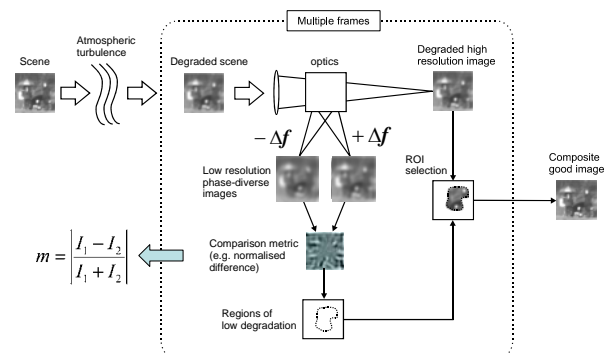 Multiple frames
Atmospheric
turbulence
Scene
Degraded scene
optics
Degraded high
resolution image
− Δf
+ Δf
Low resolution
phase-diverse
images
ROI
selection
Composite
good image
Comparison metric
(e.g. normalised
difference)
m = | (I₁ − I₂) / (I₁ + I₂) |
Regions of
low degradation